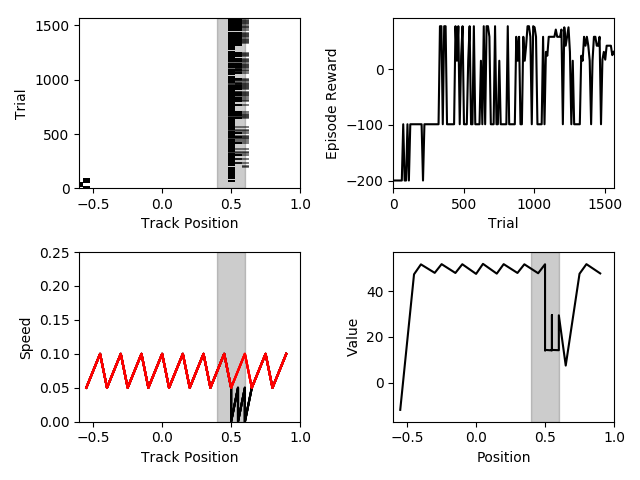 1500
1000
500
0
Trial
−0.5 0.0 0.5 1.0
Track Position
0
−100
−200
Episode Reward
0 500 1000 1500
Trial
0.25
0.20
0.15
0.10
0.05
0.00
Speed
−0.5 0.0 0.5 1.0
Track Position
40
20
0
Value
−0.5 0.0 0.5 1.0
Position